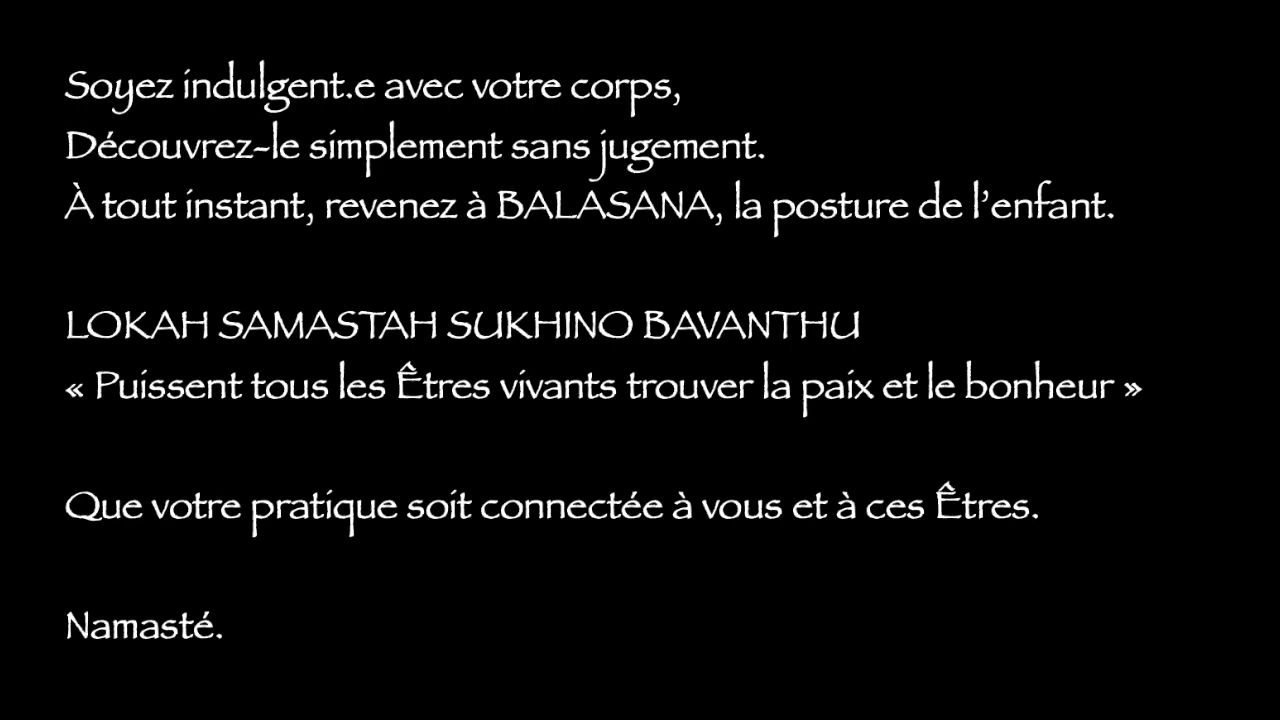 Soyez indulgent.e avec votre corps,
Découvrez-le simplement sans jugement.
À tout instant, revenez à BALASANA, la posture de l’enfant.
LOKAH SAMASTAH SUKHINO BAVANTHU
« Puissent tous les Êtres vivants trouver la paix et le bonheur »
Que votre pratique soit connectée à vous et à ces Êtres.
Namasté.